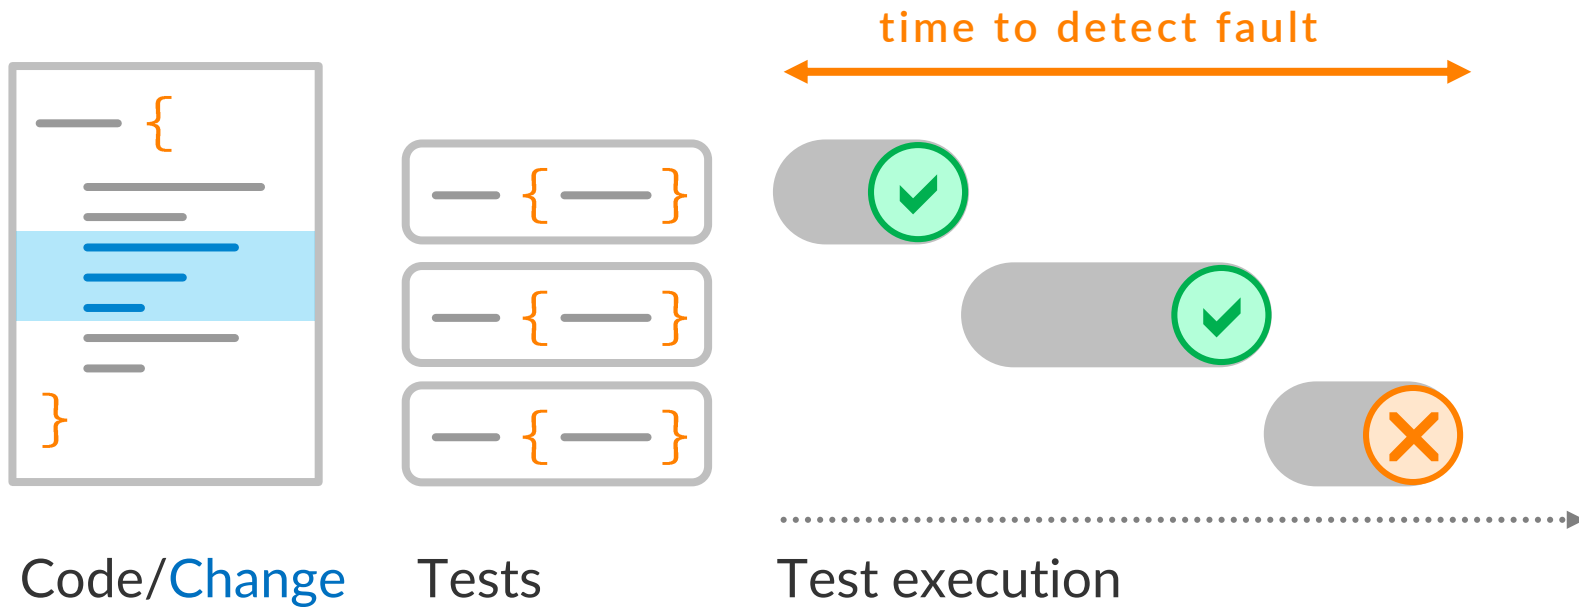 time to detect fault
{
}
{ }
{ }
{ }
Code/Change
Tests
Test execution